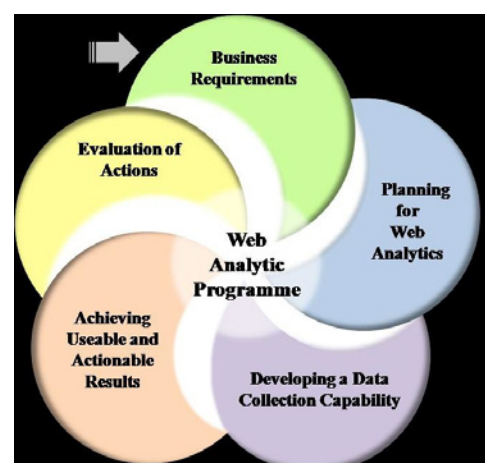 Business
Requirements
Planning
for
Web
Analytics
Developing a Data
Collection Capability
Achieving
Useable and
Actionable
Results
Evaluation of
Actions
Web
Analytic
Programme